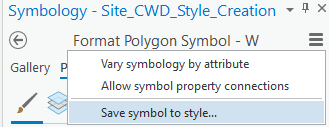 Symbology - Site_CWD_Style_Creation
Format Polygon Symbol - W
Gallery
Vary symbology by attribute
Allow symbol property connections
Save symbol to style...